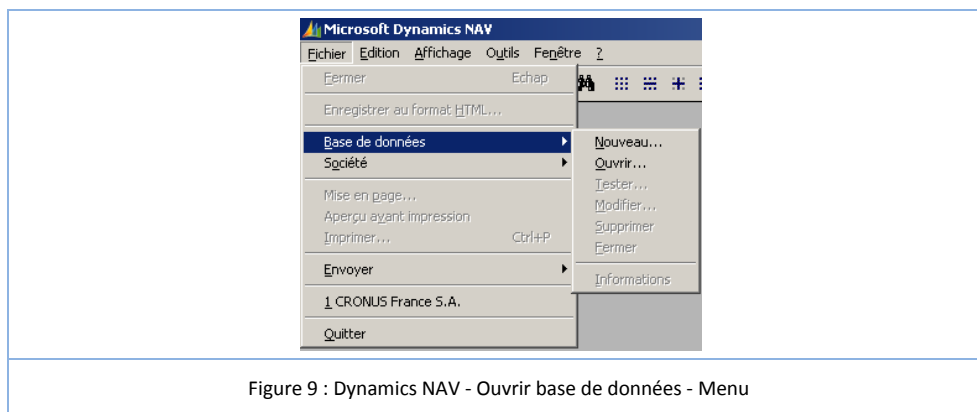 Microsoft Dynamics NAV
Fichier Edition Affichage Outils Fenêtre ?
Fermer Echap
Enregistrer au format HTML...
Base de données
Société
Mise en page...
Aperçu avant impression
Imprimer... Ctrl+P
Envoyer
1 CRONUS France S.A.
Quitter
Nouveau...
Ouvrir...
Tester...
Modifier...
Supprimer
Fermer
Informations
Figure 9 : Dynamics NAV - Ouvrir base de données - Menu